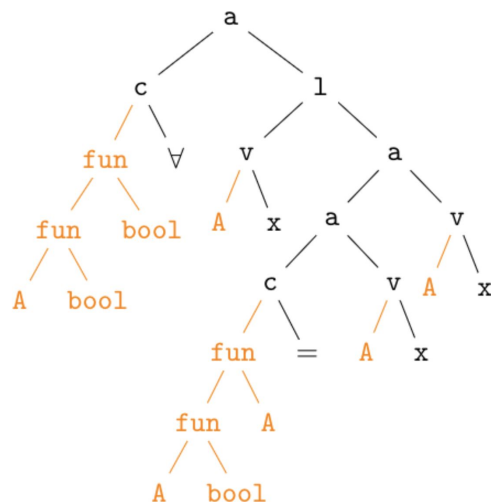 a
c l
fun ∀ v a
fun bool A x a v
A bool c v A x
fun = A x
fun A
A bool